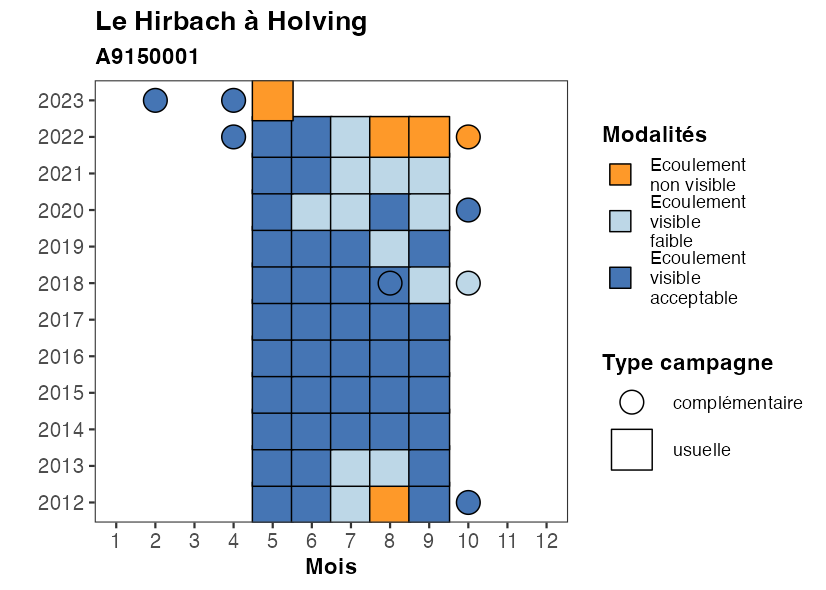 Le Hirbach à Holving
A9150001
2023
2022
2021
2020
2019
2018
2017
2016
2015
2014
2013
2012
1 2 3 4 5 6 7 8 9 10 11 12
Mois
Modalités
Ecoulement
non visible
Ecoulement
visible
faible
Ecoulement
visible
acceptable
Type campagne
complémentaire
usuelle